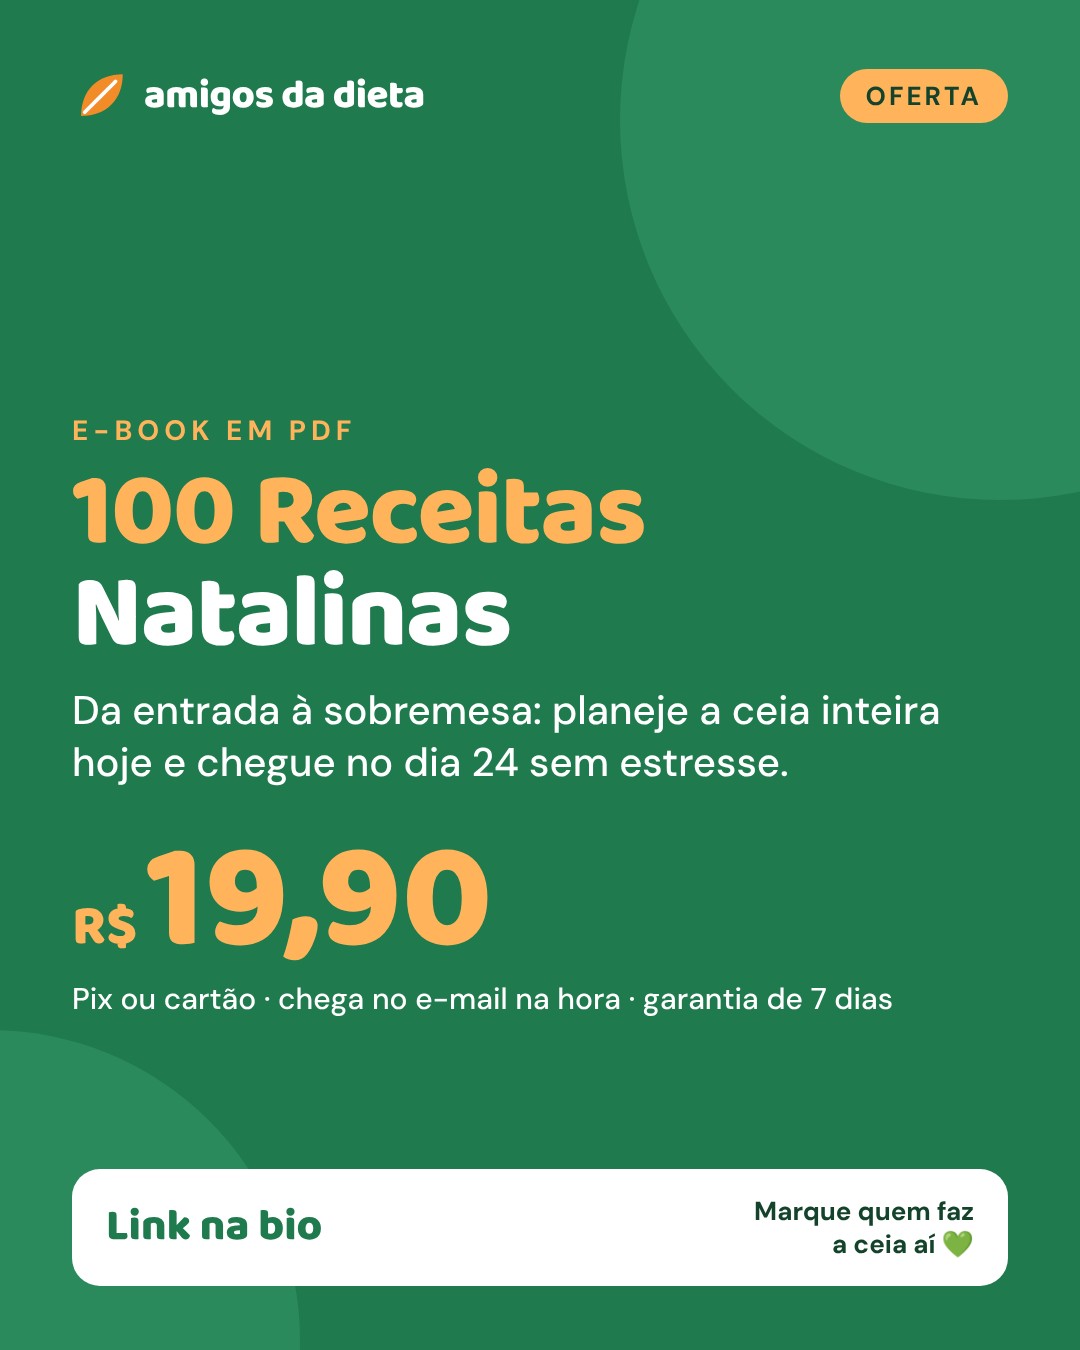 amigos da dieta
OFERTA
E-BOOK EM PDF
100 Receitas
Natalinas
Da entrada à sobremesa: planeje a ceia inteira
hoje e chegue no dia 24 sem estresse.
R$ 19,90
Pix ou cartão · chega no e-mail na hora · garantia de 7 dias
Link na bio
Marque quem faz
a ceia aí 💚